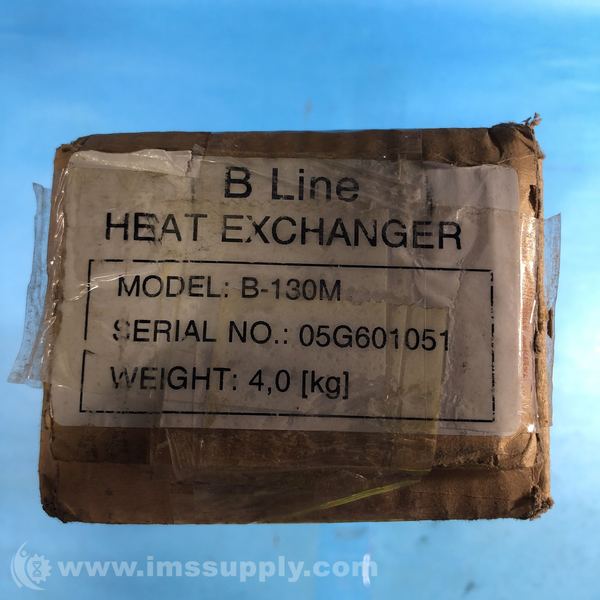 B Line
HEAT EXCHANGER
MODEL: B-130M
SERIAL NO.: 05G601051
WEIGHT: 4,0 [kg]
www.imssupply.com